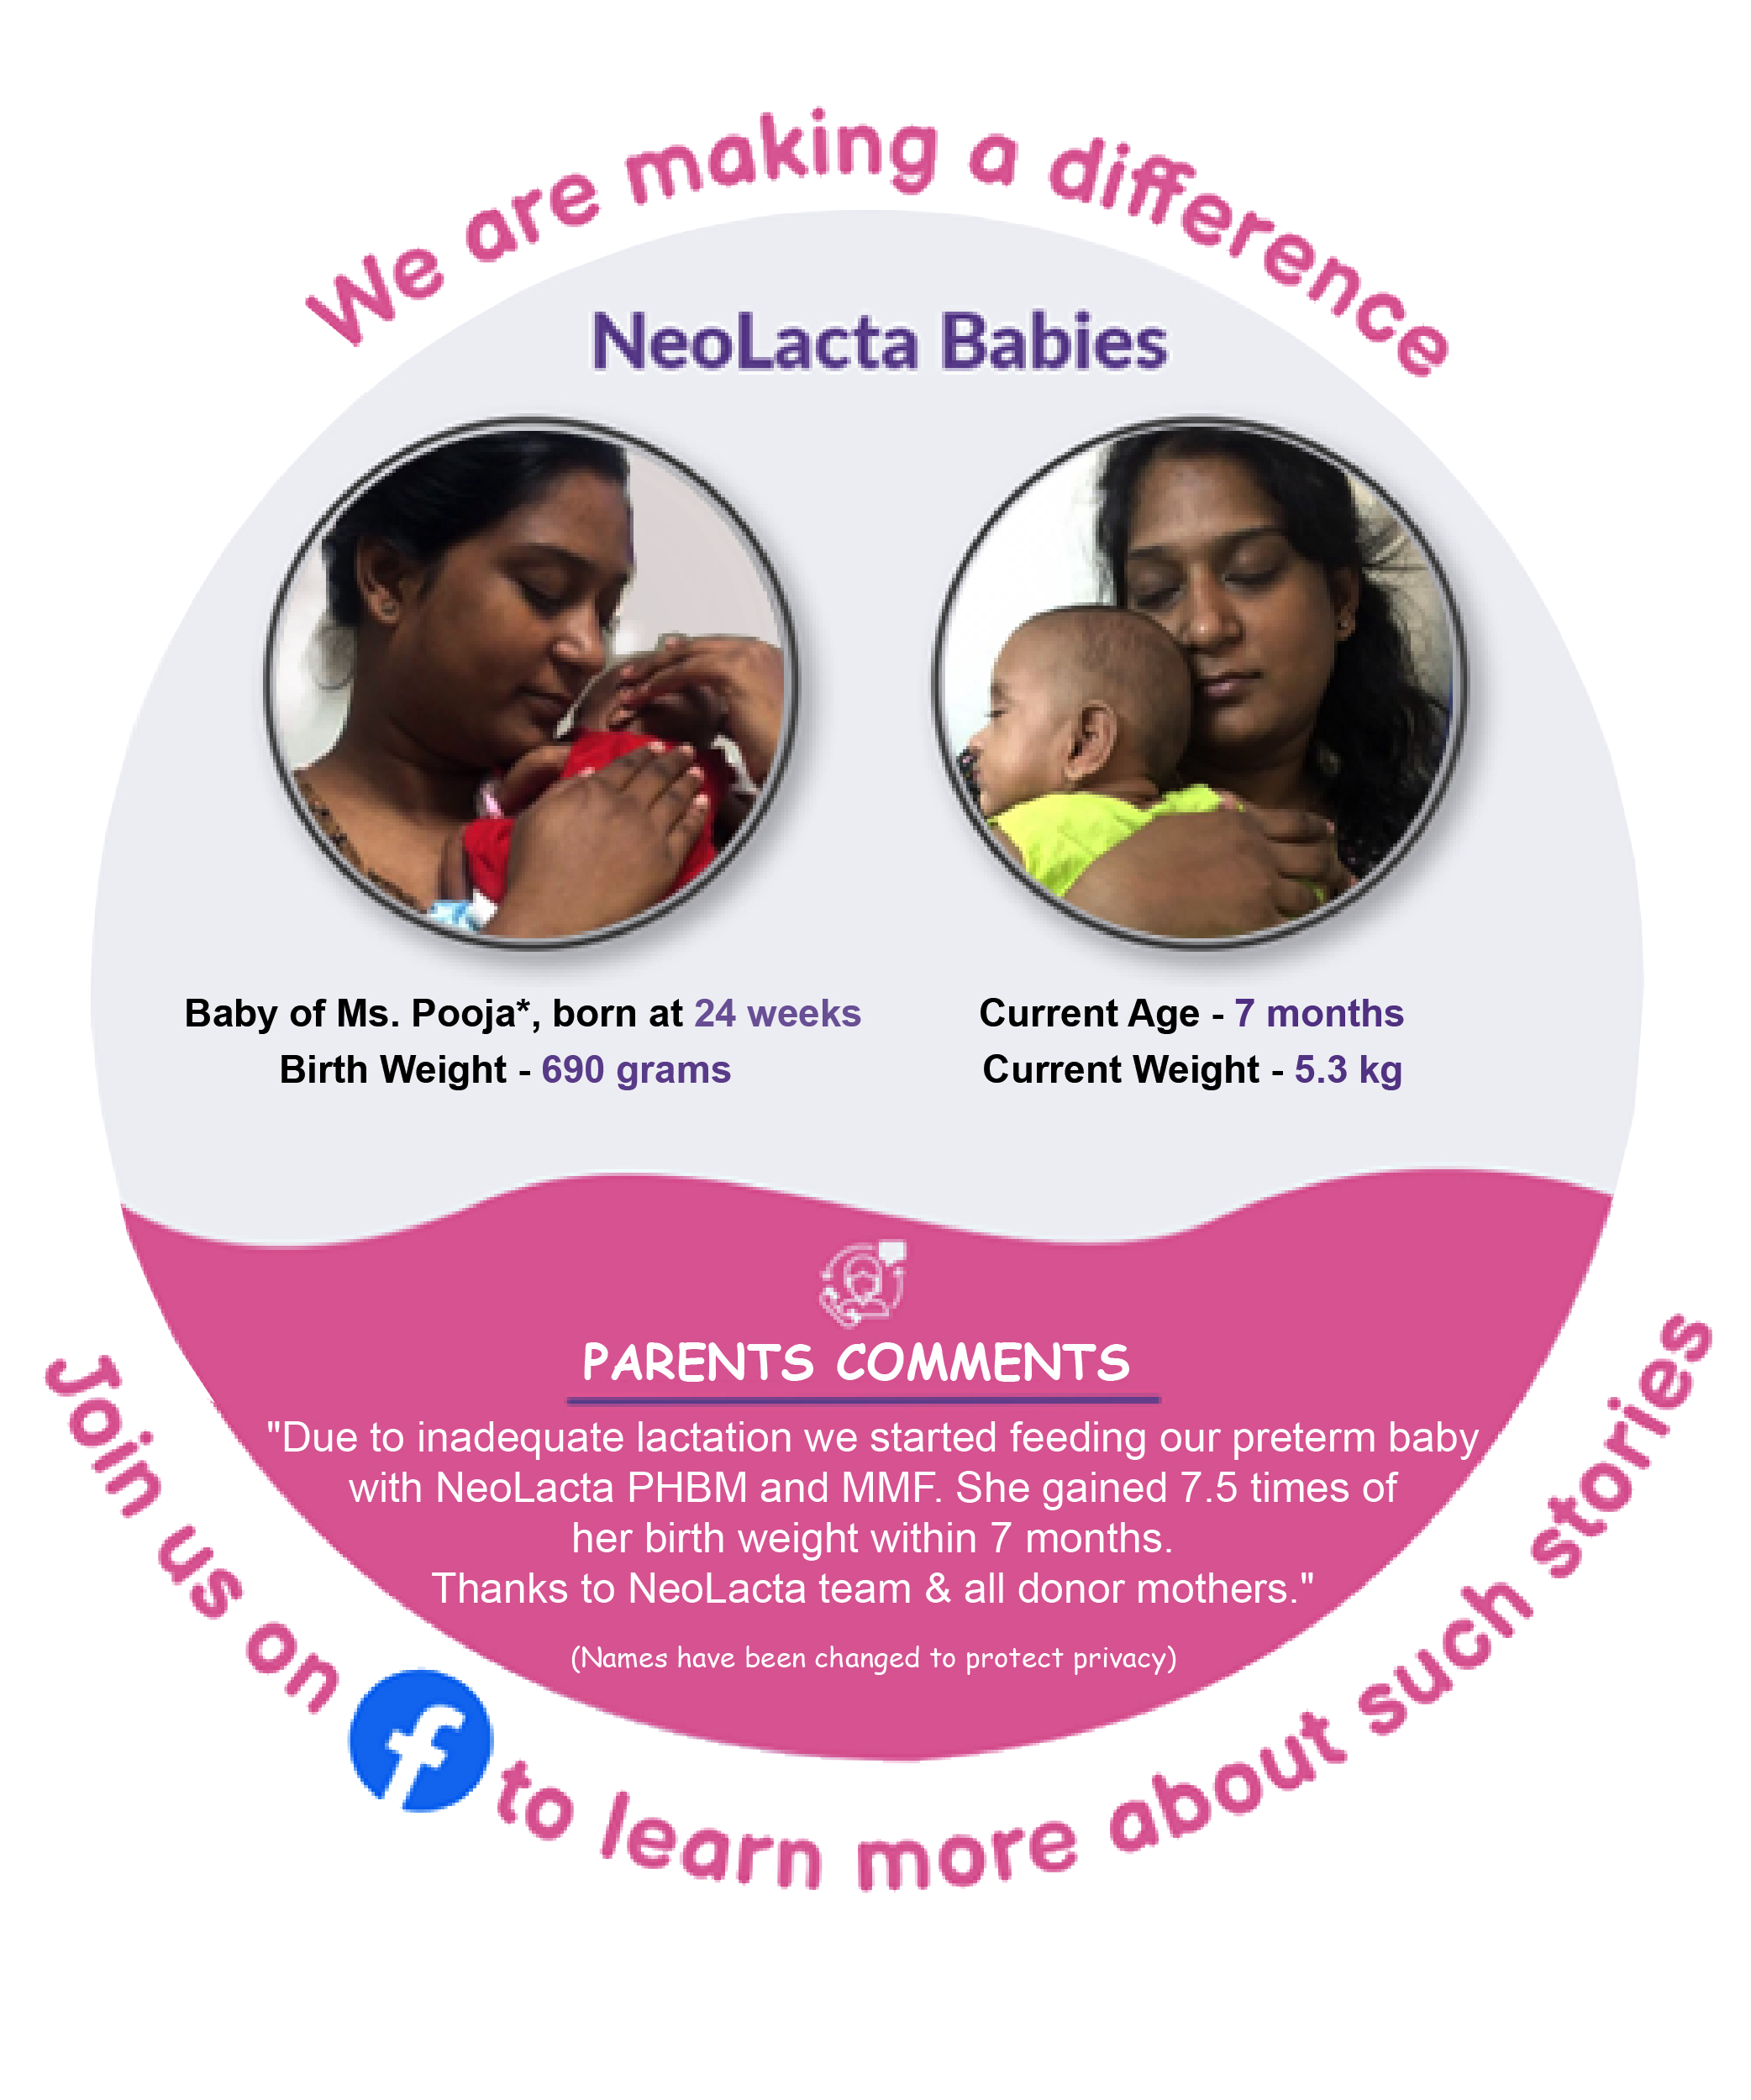 We are making a difference
NeoLacta Babies
Baby of Ms. Pooja*, born at 24 weeks
Birth Weight - 690 grams
Current Age - 7 months
Current Weight - 5.3 kg
PARENTS COMMENTS
"Due to inadequate lactation we started feeding our preterm baby
with NeoLacta PHBM and MMF. She gained 7.5 times of
her birth weight within 7 months.
Thanks to NeoLacta team & all donor mothers."
(Names have been changed to protect privacy)
Join us on f to learn more about such stories